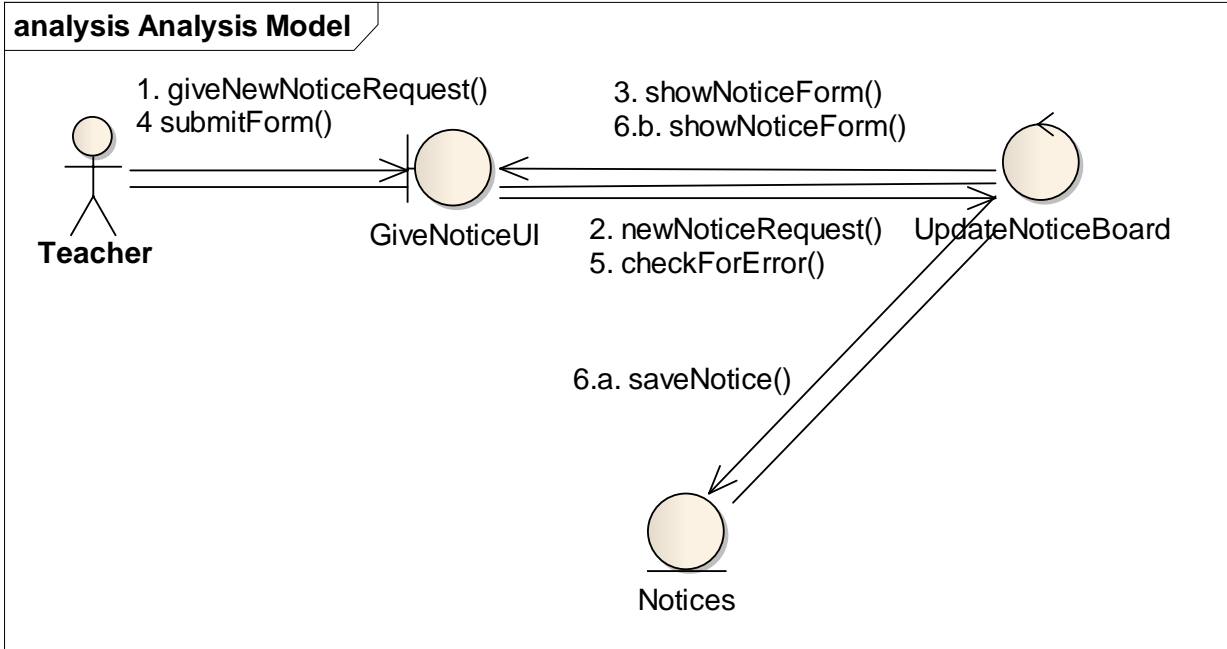 analysis Analysis Model
1. giveNewNoticeRequest()
4 submitForm()
3. showNoticeForm()
6.b. showNoticeForm()
Teacher
GiveNoticeUI
2. newNoticeRequest()
5. checkForError()
UpdateNoticeBoard
6.a. saveNotice()
Notices